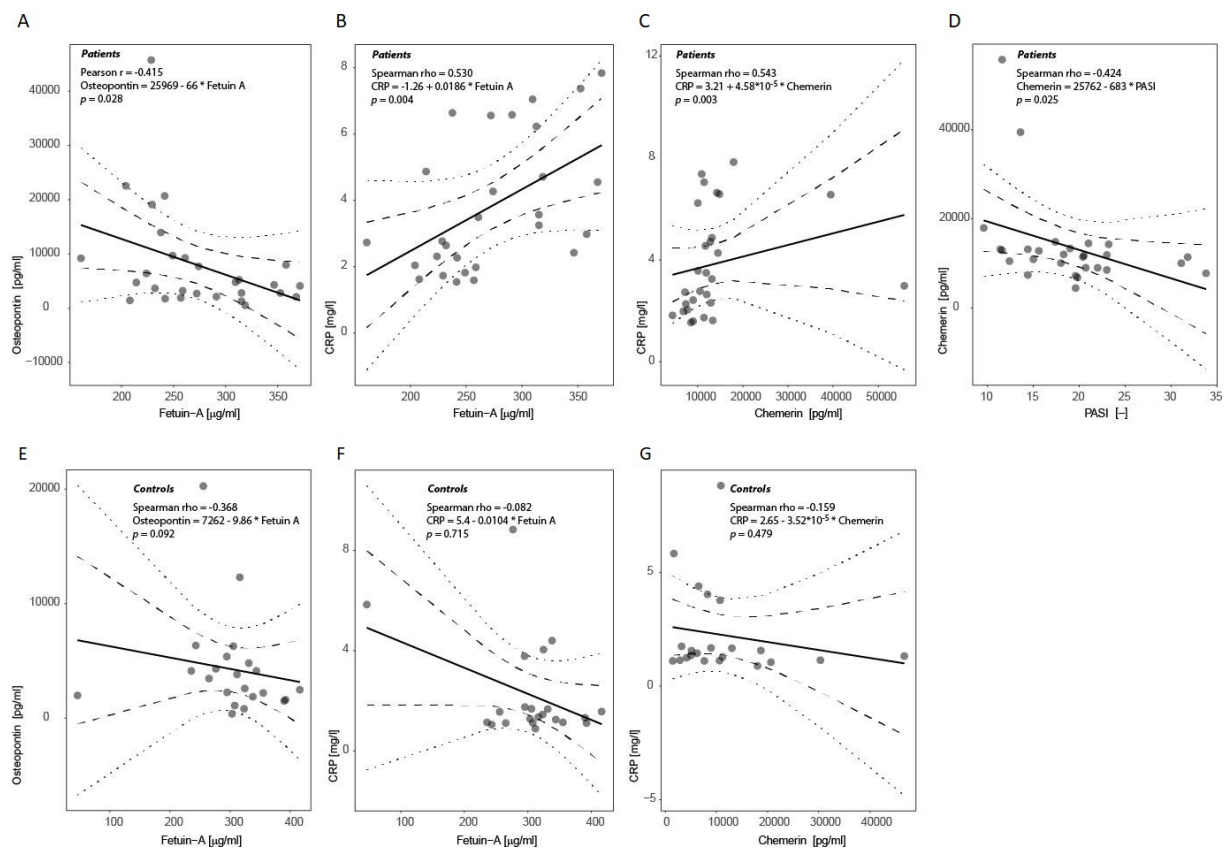 A
Patients
Pearson r = -0.415
Osteopontin = 25969 - 66 * Fetuin A
p = 0.028
Osteopontin [pg/ml]
40000
30000
20000
10000
0
−10000
200
250
300
350
Fetuin−A [µg/ml]
B
Patients
Spearman rho = 0.530
CRP = -1.26 + 0.0186 * Fetuin A
p = 0.004
CRP [mg/l]
8
6
4
2
0
200
250
300
350
Fetuin−A [µg/ml]
C
Patients
Spearman rho = 0.543
CRP = 3.21 + 4.58*10⁻⁵ * Chemerin
p = 0.003
CRP [mg/l]
12
8
4
0
10000
20000
30000
40000
50000
Chemerin [pg/ml]
D
Patients
Spearman rho = -0.424
Chemerin = 25762 - 683 * PASI
p = 0.025
Chemerin [pg/ml]
40000
20000
0
10
15
20
25
30
35
PASI [−]
E
Controls
Spearman rho = -0.368
Osteopontin = 7262 - 9.86 * Fetuin A
p = 0.092
Osteopontin [pg/ml]
20000
10000
0
100
200
300
400
Fetuin−A [µg/ml]
F
Controls
Spearman rho = -0.082
CRP = 5.4 - 0.0104 * Fetuin A
p = 0.715
CRP [mg/l]
8
4
0
100
200
300
400
Fetuin−A [µg/ml]
G
Controls
Spearman rho = -0.159
CRP = 2.65 - 3.52*10⁻⁵ * Chemerin
p = 0.479
CRP [mg/l]
5
0
−5
0
10000
20000
30000
40000
Chemerin [pg/ml]